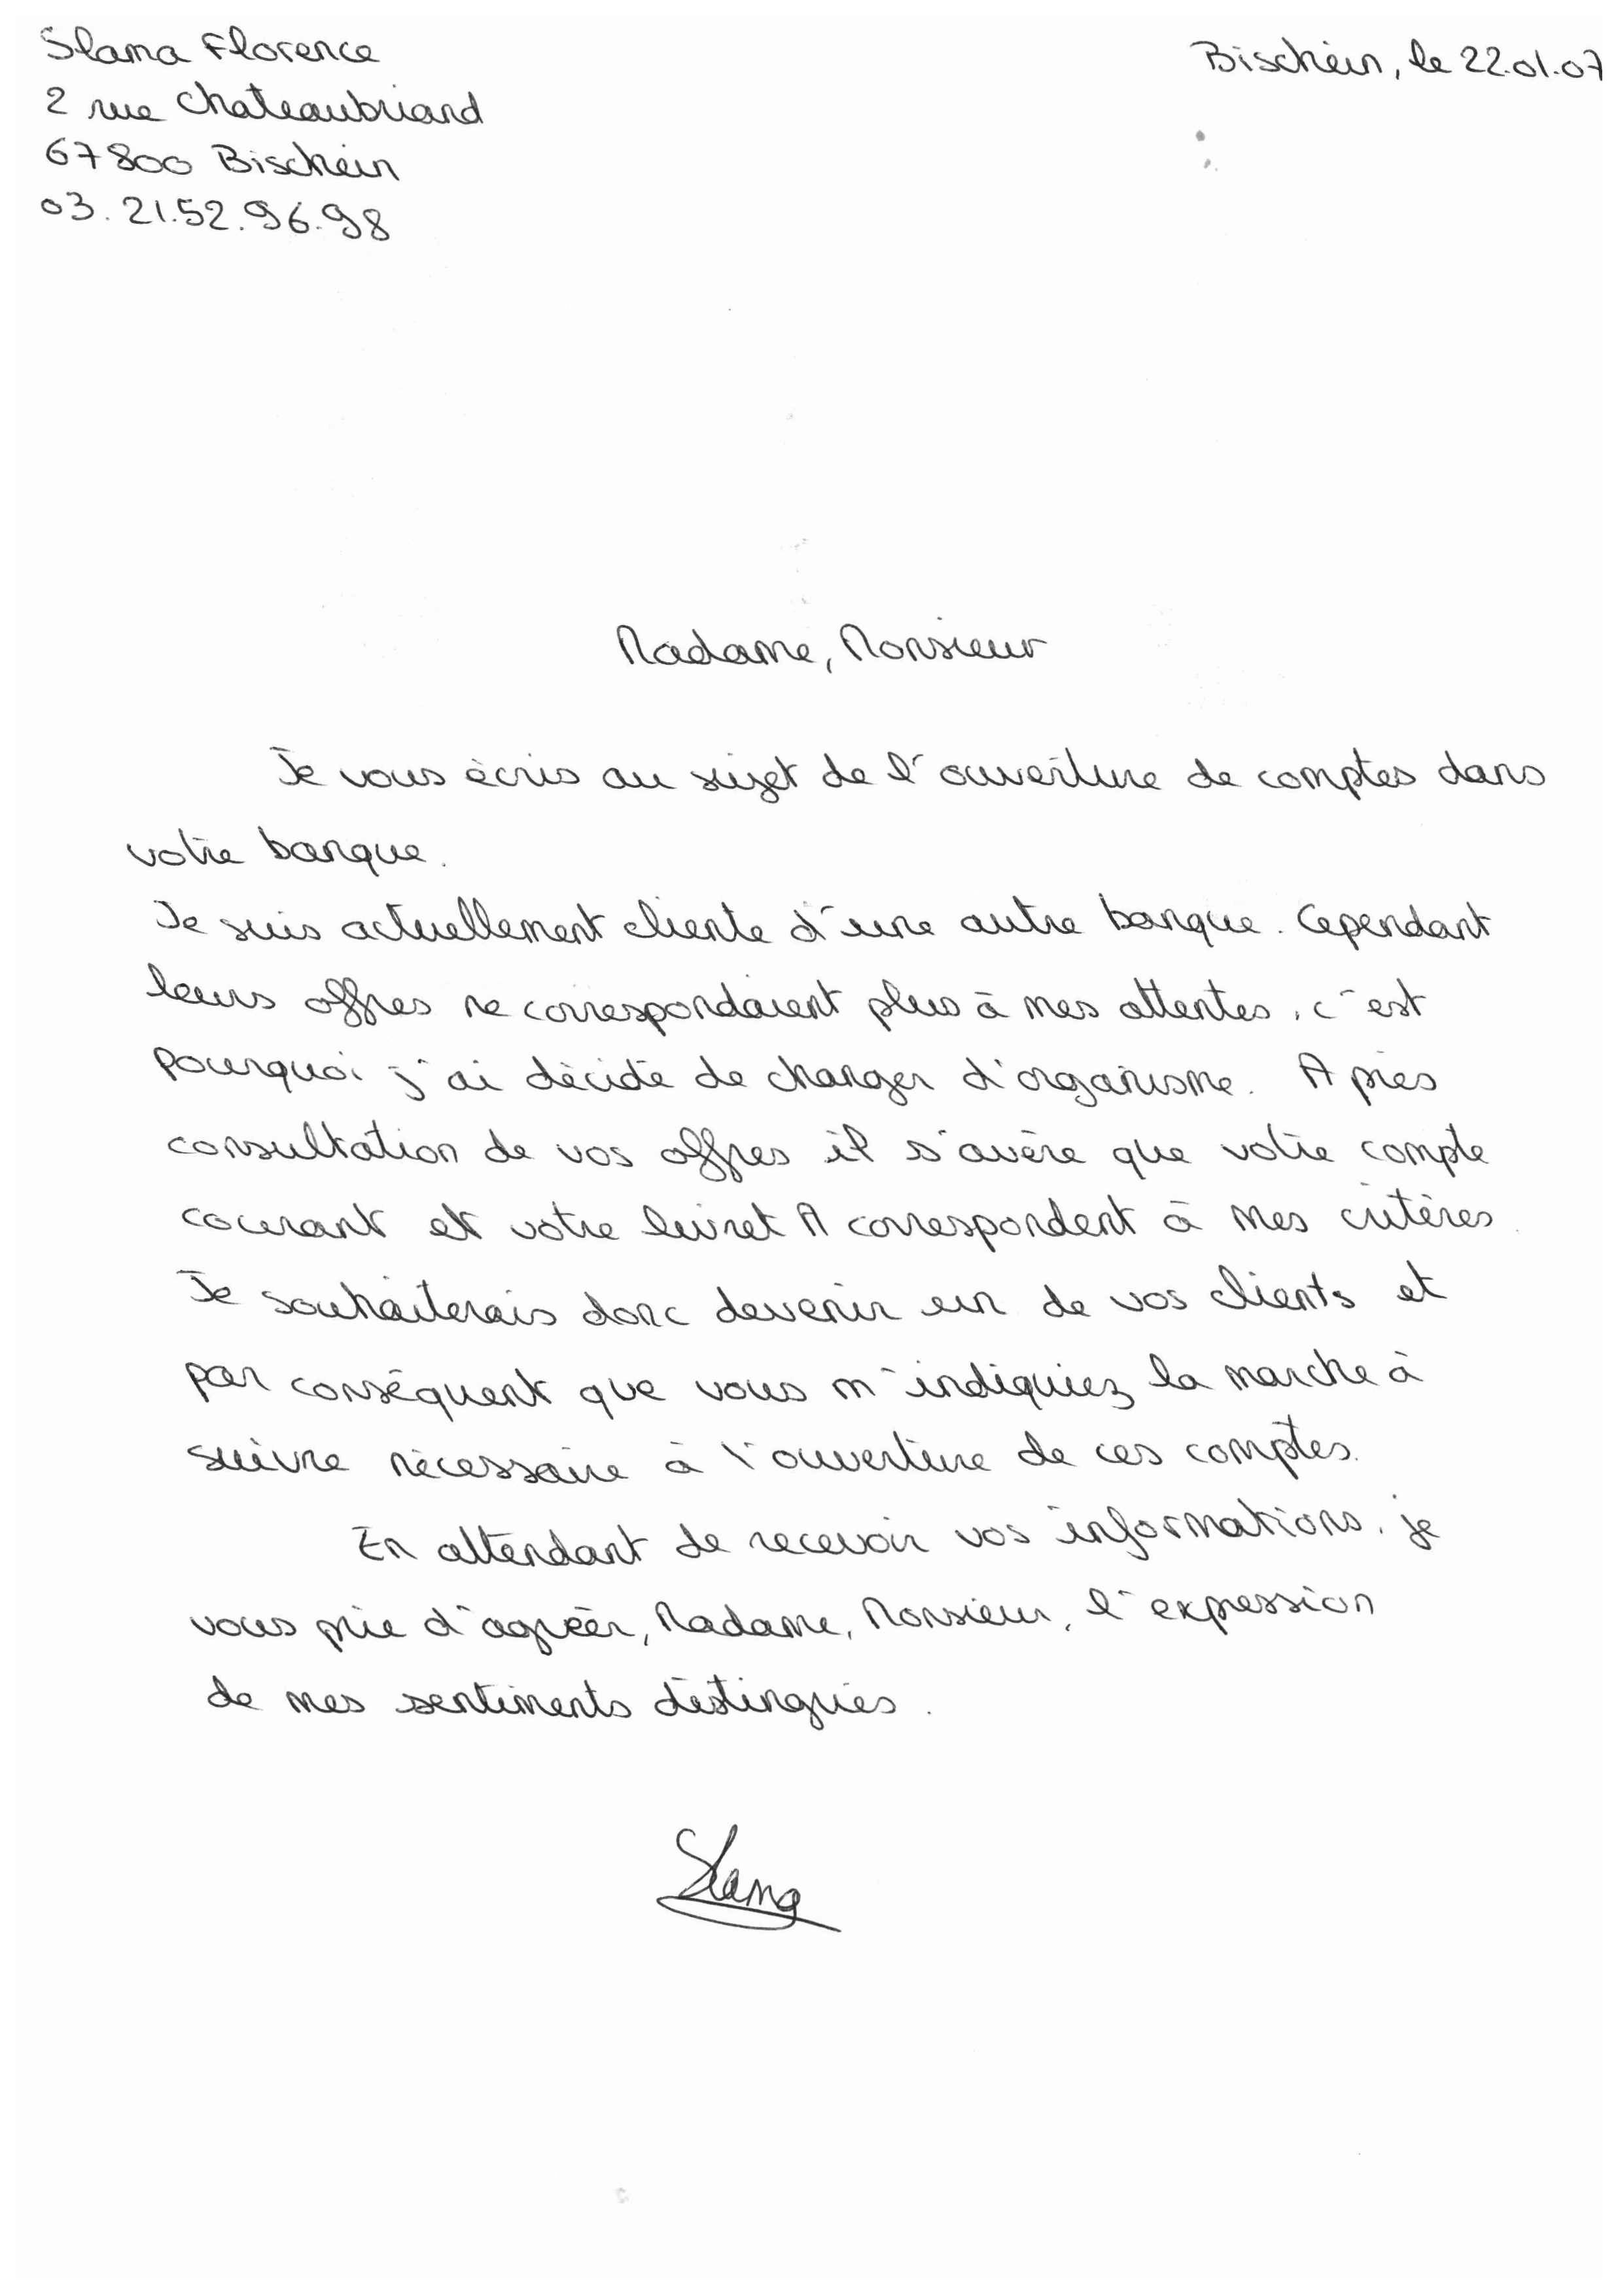 Slama Florence
Bischein, le 22.01.07
2 rue Chateaubriand
67800 Bischein
03.21.52.96.98
Madame, Monsieur
Je vous écris au sujet de l'ouverture de comptes dans
votre banque.
Je suis actuellement cliente d'une autre banque. Cependant
leurs offres ne correspondaient plus à mes attentes, c'est
pourquoi j'ai décidé de changer d'organisme. Après
consultation de vos offres il s'avère que votre compte
courant et votre livret A correspondent à mes critères.
Je souhaiterais donc devenir un de vos clients et
par conséquent que vous m'indiquiez la marche à
suivre nécessaire à l'ouverture de ces comptes.
En attendant de recevoir vos informations, je
vous prie d'agréer, Madame, Monsieur, l'expression
de mes sentiments distingués.
Slama